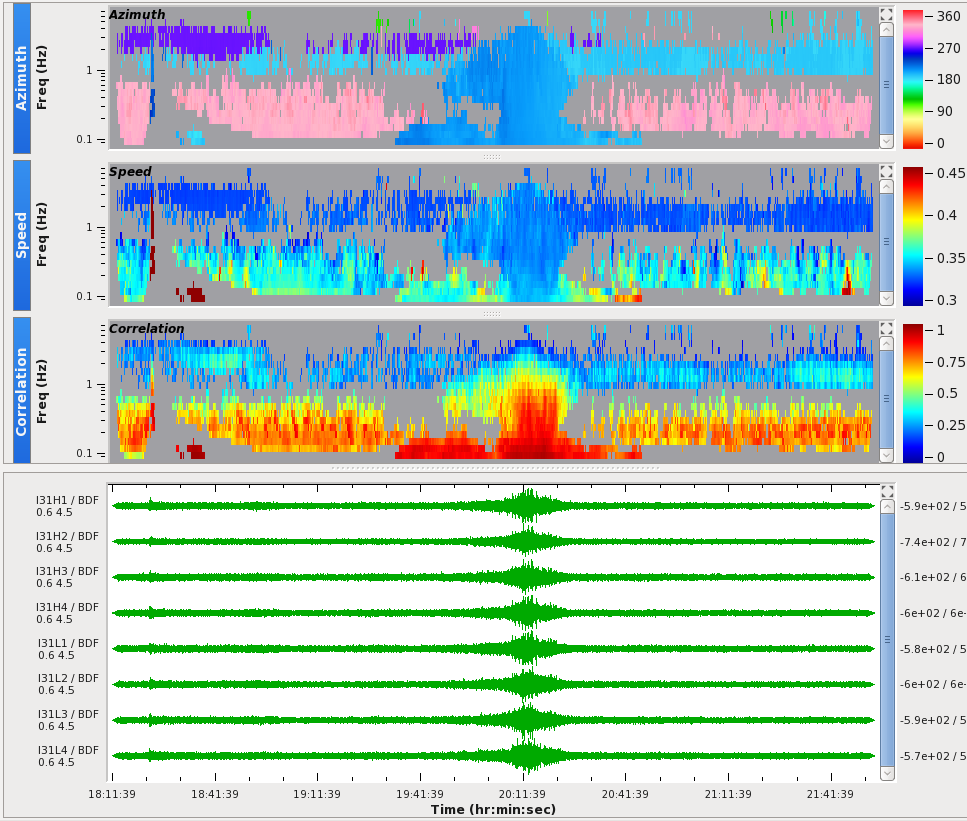 Azimuth
Azimuth
Freq (Hz)
1
0.1
360
270
180
90
0
Speed
Speed
Freq (Hz)
1
0.1
0.45
0.4
0.35
0.3
Correlation
Correlation
Freq (Hz)
1
0.1
1
0.75
0.5
0.25
0
I31H1 / BDF
0.6 4.5
-5.9e+02 / 5
I31H2 / BDF
0.6 4.5
-7.4e+02 / 7
I31H3 / BDF
0.6 4.5
-6.1e+02 / 6
I31H4 / BDF
0.6 4.5
-6e+02 / 6e-
I31L1 / BDF
0.6 4.5
-5.8e+02 / 5
I31L2 / BDF
0.6 4.5
-6e+02 / 6e-
I31L3 / BDF
0.6 4.5
-5.9e+02 / 5
I31L4 / BDF
0.6 4.5
-5.7e+02 / 5
18:11:39 18:41:39 19:11:39 19:41:39 20:11:39 20:41:39 21:11:39 21:41:39
Time (hr:min:sec)